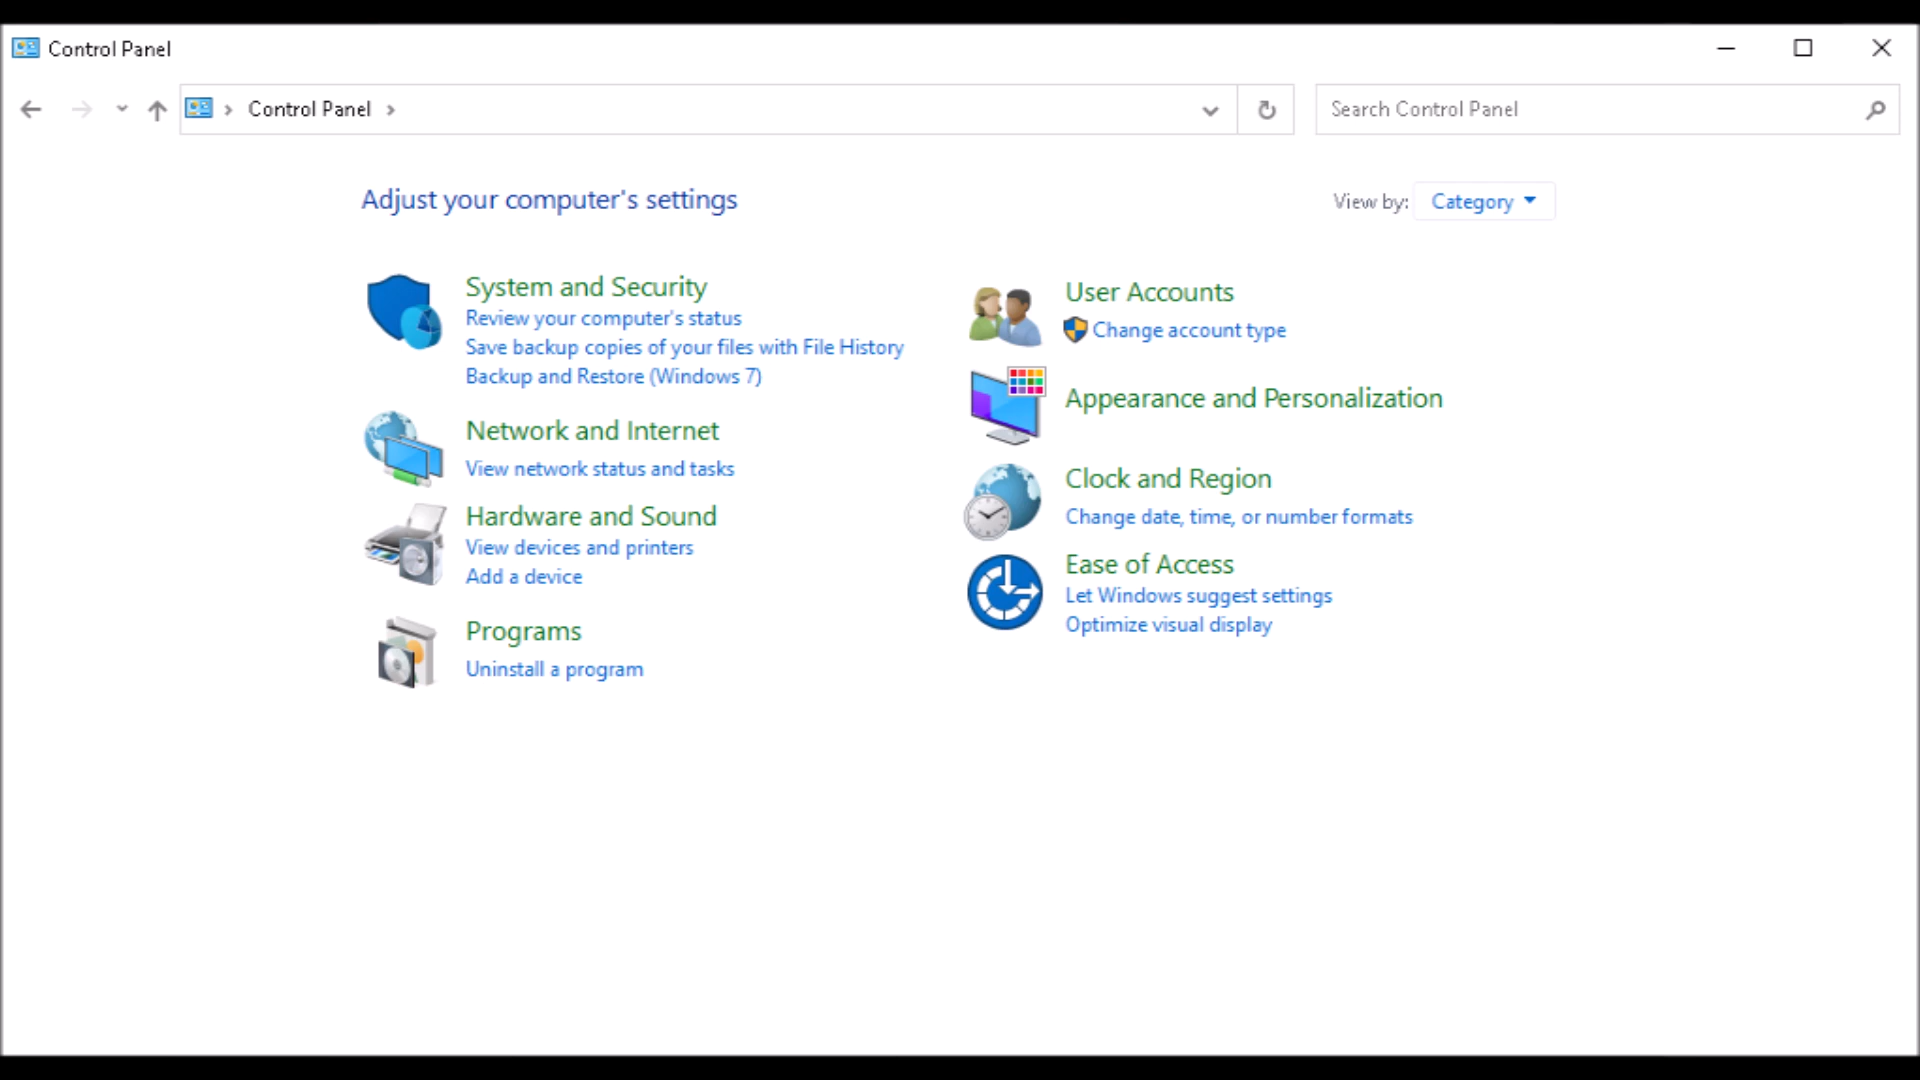 Control Panel
Control Panel
Search Control Panel
Adjust your computer's settings
View by: Category
System and Security
Review your computer's status
Save backup copies of your files with File History
Backup and Restore (Windows 7)
Network and Internet
View network status and tasks
Hardware and Sound
View devices and printers
Add a device
Programs
Uninstall a program
User Accounts
Change account type
Appearance and Personalization
Clock and Region
Change date, time, or number formats
Ease of Access
Let Windows suggest settings
Optimize visual display